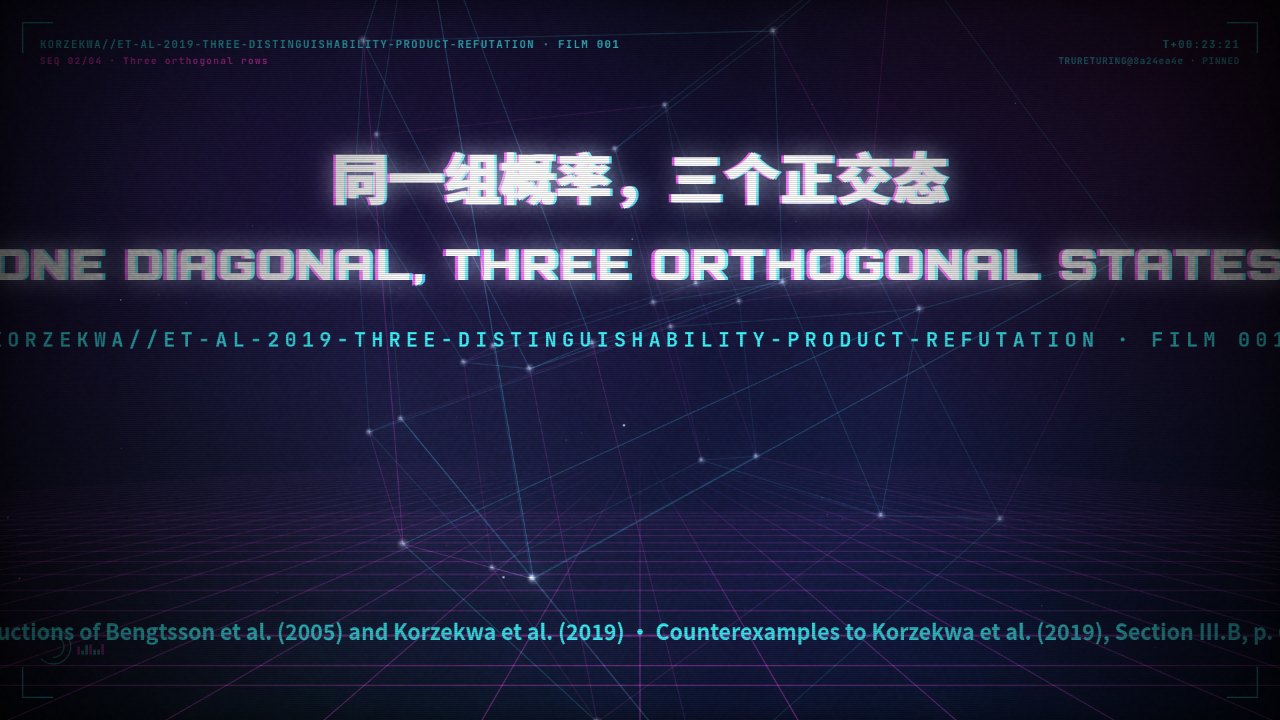 KORZEKWA//ET-AL-2019-THREE-DISTINGUISHABILITY-PRODUCT-REFUTATION · FILM 001
T+00:23:21
SEQ 02/04 · Three orthogonal rows
TRURETURING@8a24ea4e · PINNED
同一组概率，三个正交态
ONE DIAGONAL, THREE ORTHOGONAL STATES
KORZEKWA//ET-AL-2019-THREE-DISTINGUISHABILITY-PRODUCT-REFUTATION · FILM 001
uctions of Bengtsson et al. (2005) and Korzekwa et al. (2019) • Counterexamples to Korzekwa et al. (2019), Section III.B, p.